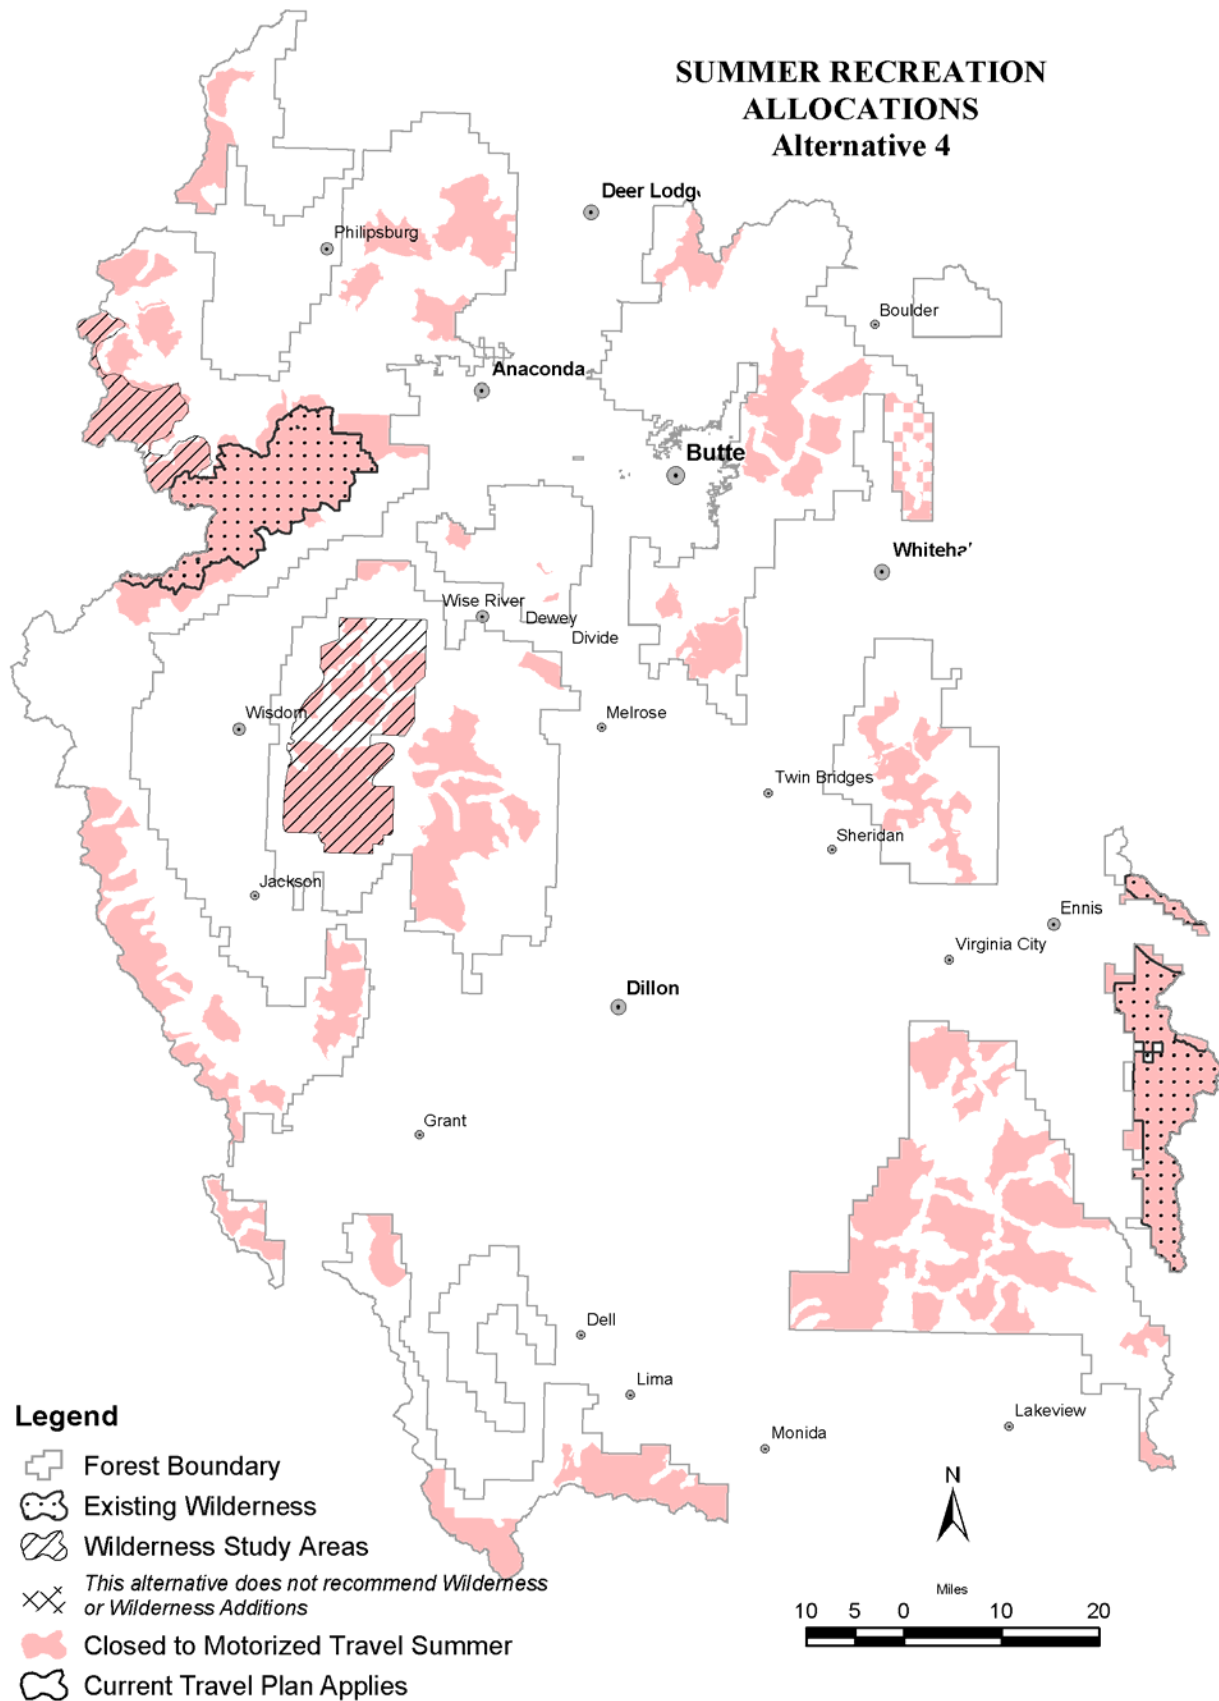 SUMMER RECREATION
ALLOCATIONS
Alternative 4
Deer Lodg
Philipsburg
Boulder
Anaconda
Butte
Whiteha
Wise River
Dewey
Divide
Wisdom
Melrose
Twin Bridges
Sheridan
Jackson
Ennis
Virginia City
Dillon
Grant
Dell
Lima
Lakeview
Monida
Legend
Forest Boundary
Existing Wilderness
Wilderness Study Areas
This alternative does not recommend Wilderness
or Wilderness Additions
Closed to Motorized Travel Summer
Current Travel Plan Applies
N
Miles
10 5 0 10 20